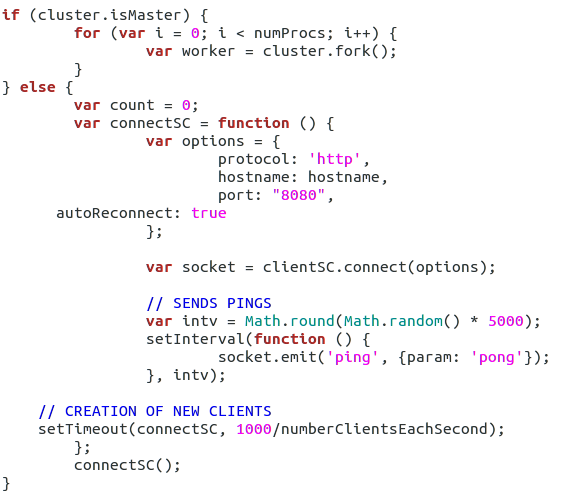 if (cluster.isMaster) {
        for (var i = 0; i < numProcs; i++) {
                var worker = cluster.fork();
        }
} else {
        var count = 0;
        var connectSC = function () {
                var options = {
                        protocol: 'http',
                        hostname: hostname,
                        port: "8080",
      autoReconnect: true
                };

                var socket = clientSC.connect(options);

                // SENDS PINGS
                var intv = Math.round(Math.random() * 5000);
                setInterval(function () {
                        socket.emit('ping', {param: 'pong'});
                }, intv);

    // CREATION OF NEW CLIENTS
    setTimeout(connectSC, 1000/numberClientsEachSecond);
        };
        connectSC();
}